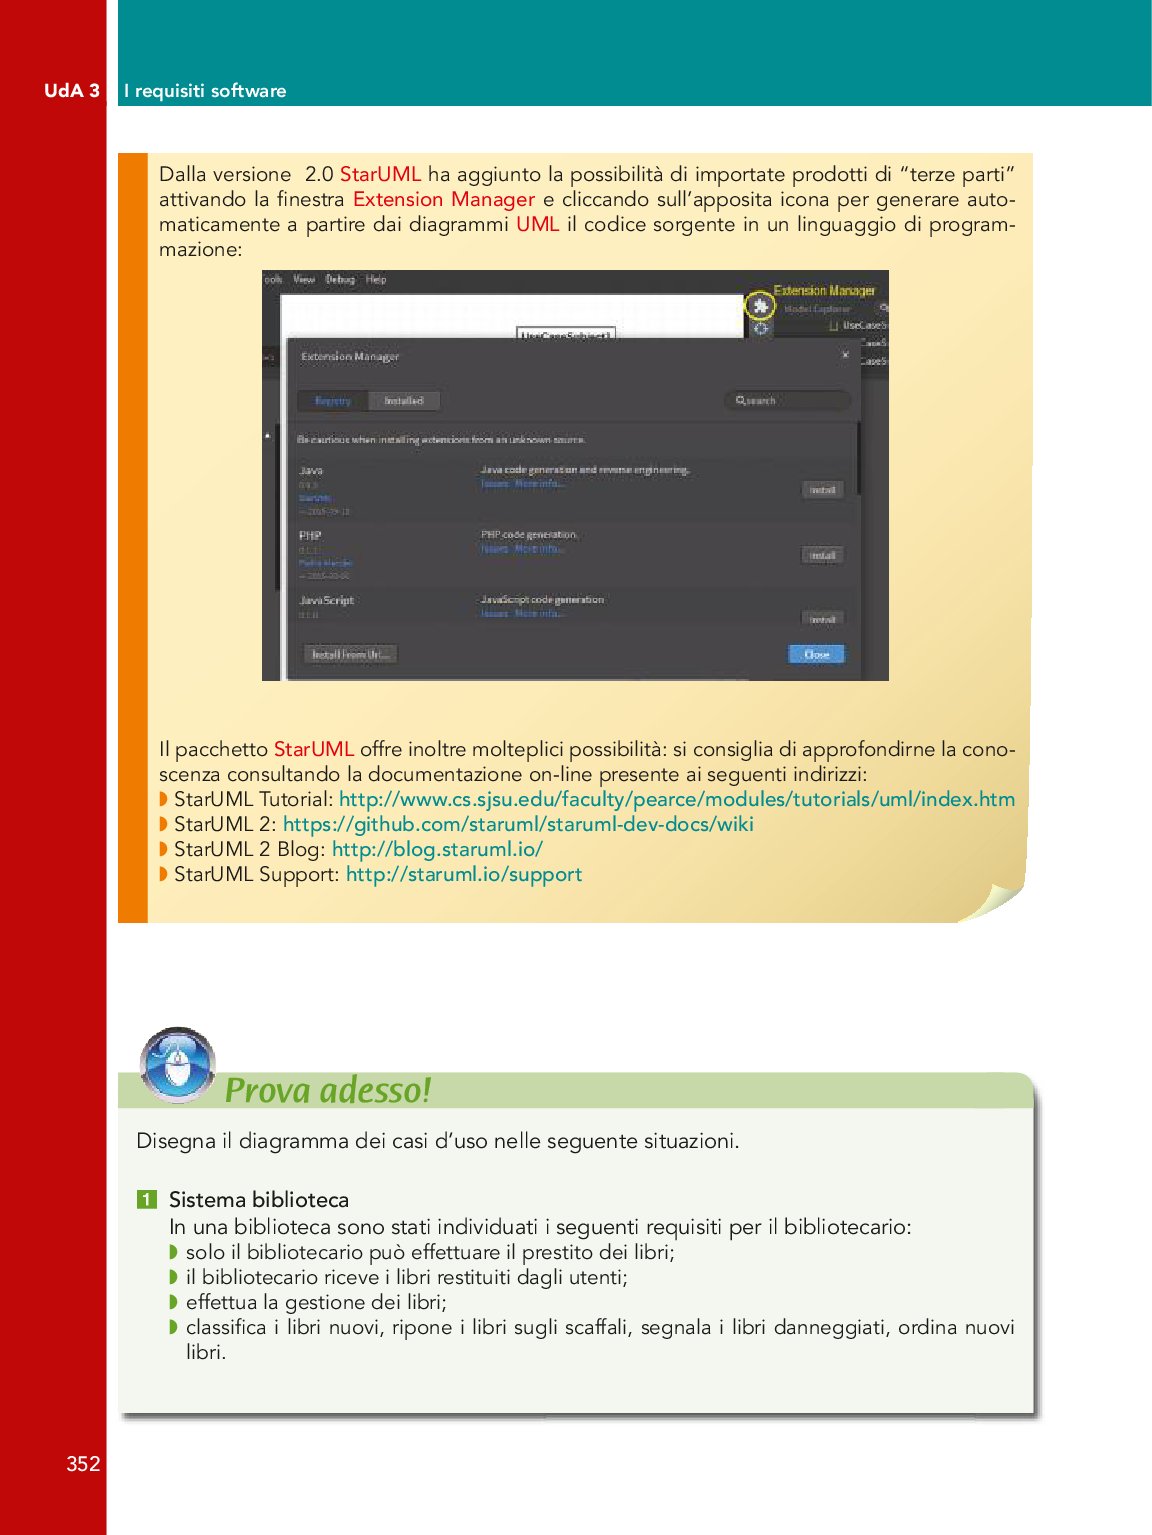 UdA 3 I requisiti software
Dalla versione 2.0 StarUML ha aggiunto la possibilità di importate prodotti di “terze parti”
attivando la finestra Extension Manager e cliccando sull’apposita icona per generare auto-
maticamente a partire dai diagrammi UML il codice sorgente in un linguaggio di program-
mazione:
View Debug Help
Extension Manager
Model Explorer
UseCaseSubject1
UseCaseS
CaseS
CaseS
Extension Manager
×
Registry Installed
search
Be cautious when installing extensions from an unknown source.
Java
Java code generation and reverse engineering.
Issues More info...
Install
StarUML
PHP
PHP code generation.
Issues More info...
Install
JavaScript
JavaScript code generation
Issues More info...
Install
Install From Url...
Close
Il pacchetto StarUML offre inoltre molteplici possibilità: si consiglia di approfondirne la cono-
scenza consultando la documentazione on-line presente ai seguenti indirizzi:
StarUML Tutorial: http://www.cs.sjsu.edu/faculty/pearce/modules/tutorials/uml/index.htm
StarUML 2: https://github.com/staruml/staruml-dev-docs/wiki
StarUML 2 Blog: http://blog.staruml.io/
StarUML Support: http://staruml.io/support
Prova adesso!
Disegna il diagramma dei casi d’uso nelle seguente situazioni.
1 Sistema biblioteca
In una biblioteca sono stati individuati i seguenti requisiti per il bibliotecario:
solo il bibliotecario può effettuare il prestito dei libri;
il bibliotecario riceve i libri restituiti dagli utenti;
effettua la gestione dei libri;
classifica i libri nuovi, ripone i libri sugli scaffali, segnala i libri danneggiati, ordina nuovi
libri.
352